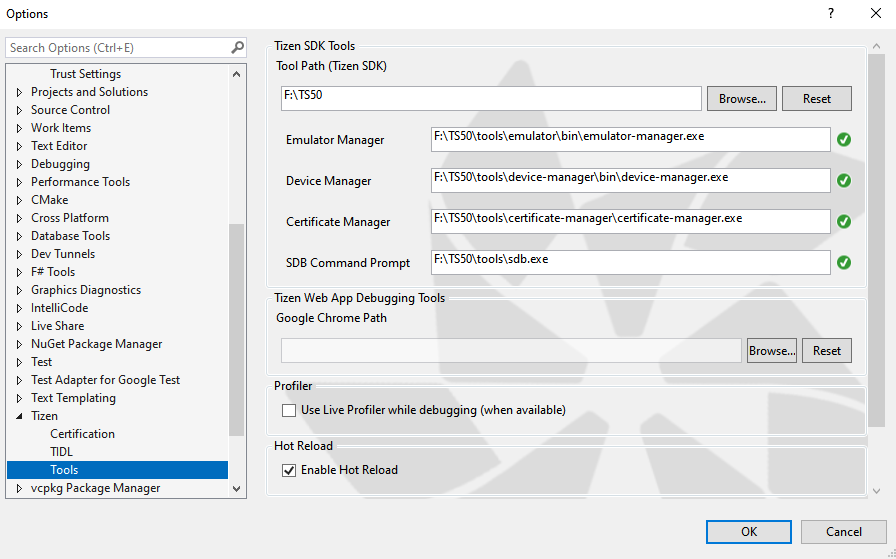 Options
?
Search Options (Ctrl+E)
Trust Settings
Projects and Solutions
Source Control
Work Items
Text Editor
Debugging
Performance Tools
CMake
Cross Platform
Database Tools
Dev Tunnels
F# Tools
Graphics Diagnostics
IntelliCode
Live Share
NuGet Package Manager
Test
Test Adapter for Google Test
Text Templating
Tizen
Certification
TIDL
Tools
vcpkg Package Manager
Tizen SDK Tools
Tool Path (Tizen SDK)
F:\TS50 Browse... Reset
Emulator Manager F:\TS50\tools\emulator\bin\emulator-manager.exe
Device Manager F:\TS50\tools\device-manager\bin\device-manager.exe
Certificate Manager F:\TS50\tools\certificate-manager\certificate-manager.exe
SDB Command Prompt F:\TS50\tools\sdb.exe
Tizen Web App Debugging Tools
Google Chrome Path
Browse... Reset
Profiler
Use Live Profiler while debugging (when available)
Hot Reload
Enable Hot Reload
OK Cancel